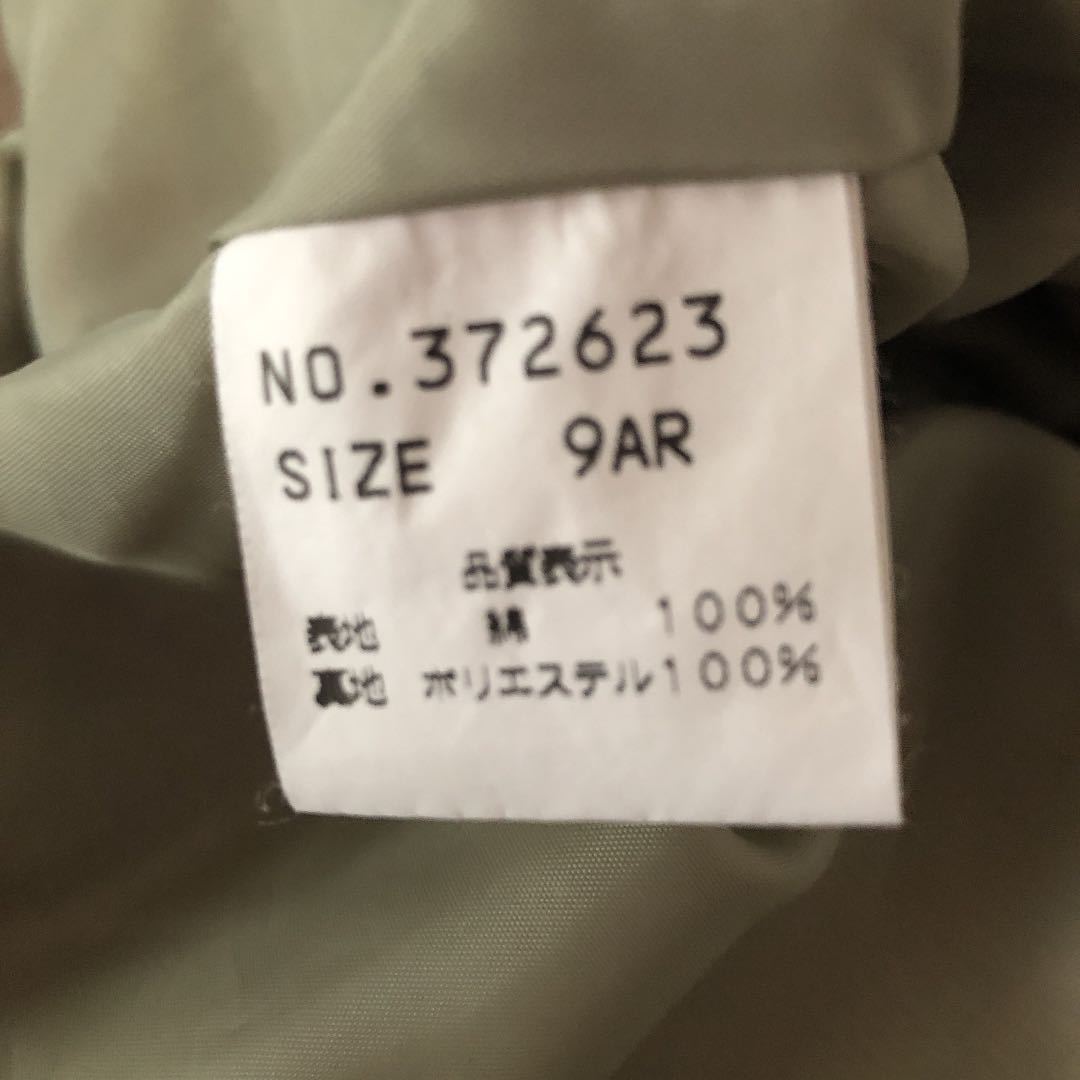 NO.372623
SIZE 9AR
品質表示
表地 綿 100%
裏地 ポリエステル100%